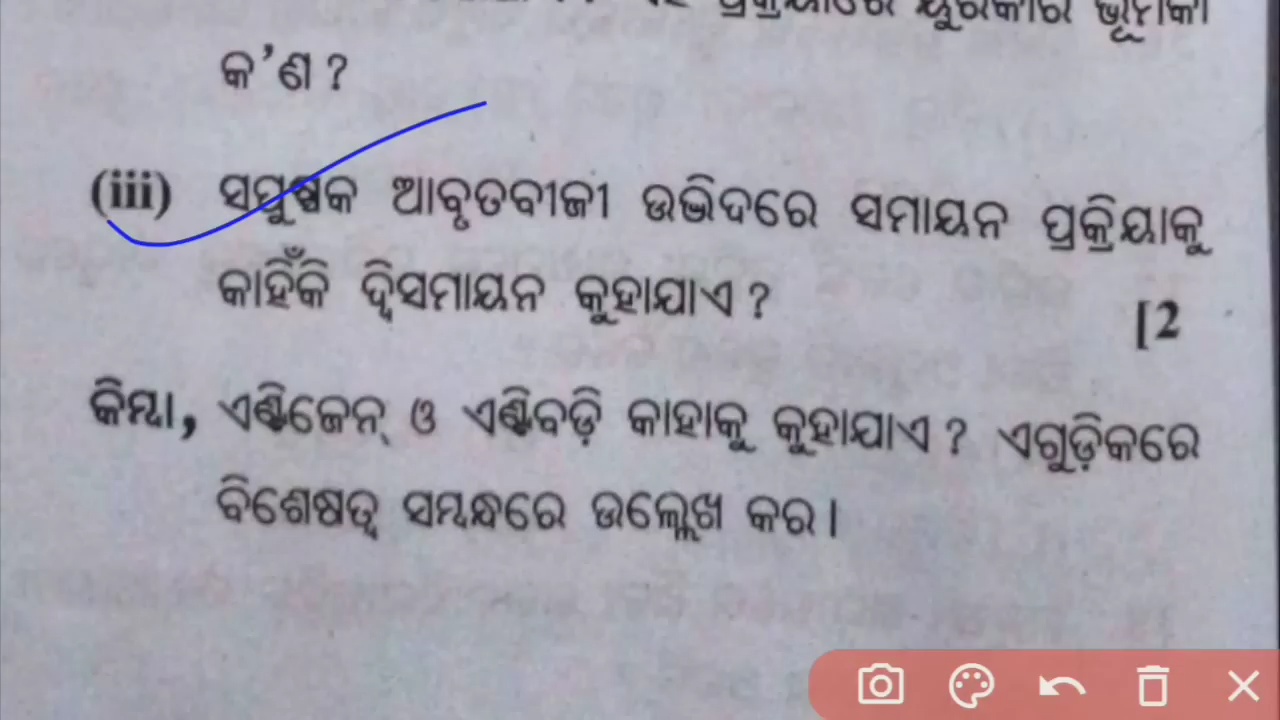 ପ୍ରକ୍ରିୟାରେ ୟୁରିକାର ଭୂମିକା
କ'ଣ ?
(iii) ସପୁଷ୍ପକ ଆବୃତବୀଜୀ ଉଦ୍ଭିଦରେ ସମାୟନ ପ୍ରକ୍ରିୟାକୁ
କାହିଁକି ଦ୍ୱିସମାୟନ କୁହାଯାଏ ?
[2
କିମ୍ବା, ଏଣ୍ଟିଜେନ୍ ଓ ଏଣ୍ଟିବଡ଼ି କାହାକୁ କୁହାଯାଏ ? ଏଗୁଡ଼ିକରେ
ବିଶେଷତ୍ୱ ସମ୍ବନ୍ଧରେ ଉଲ୍ଲେଖ କର ।